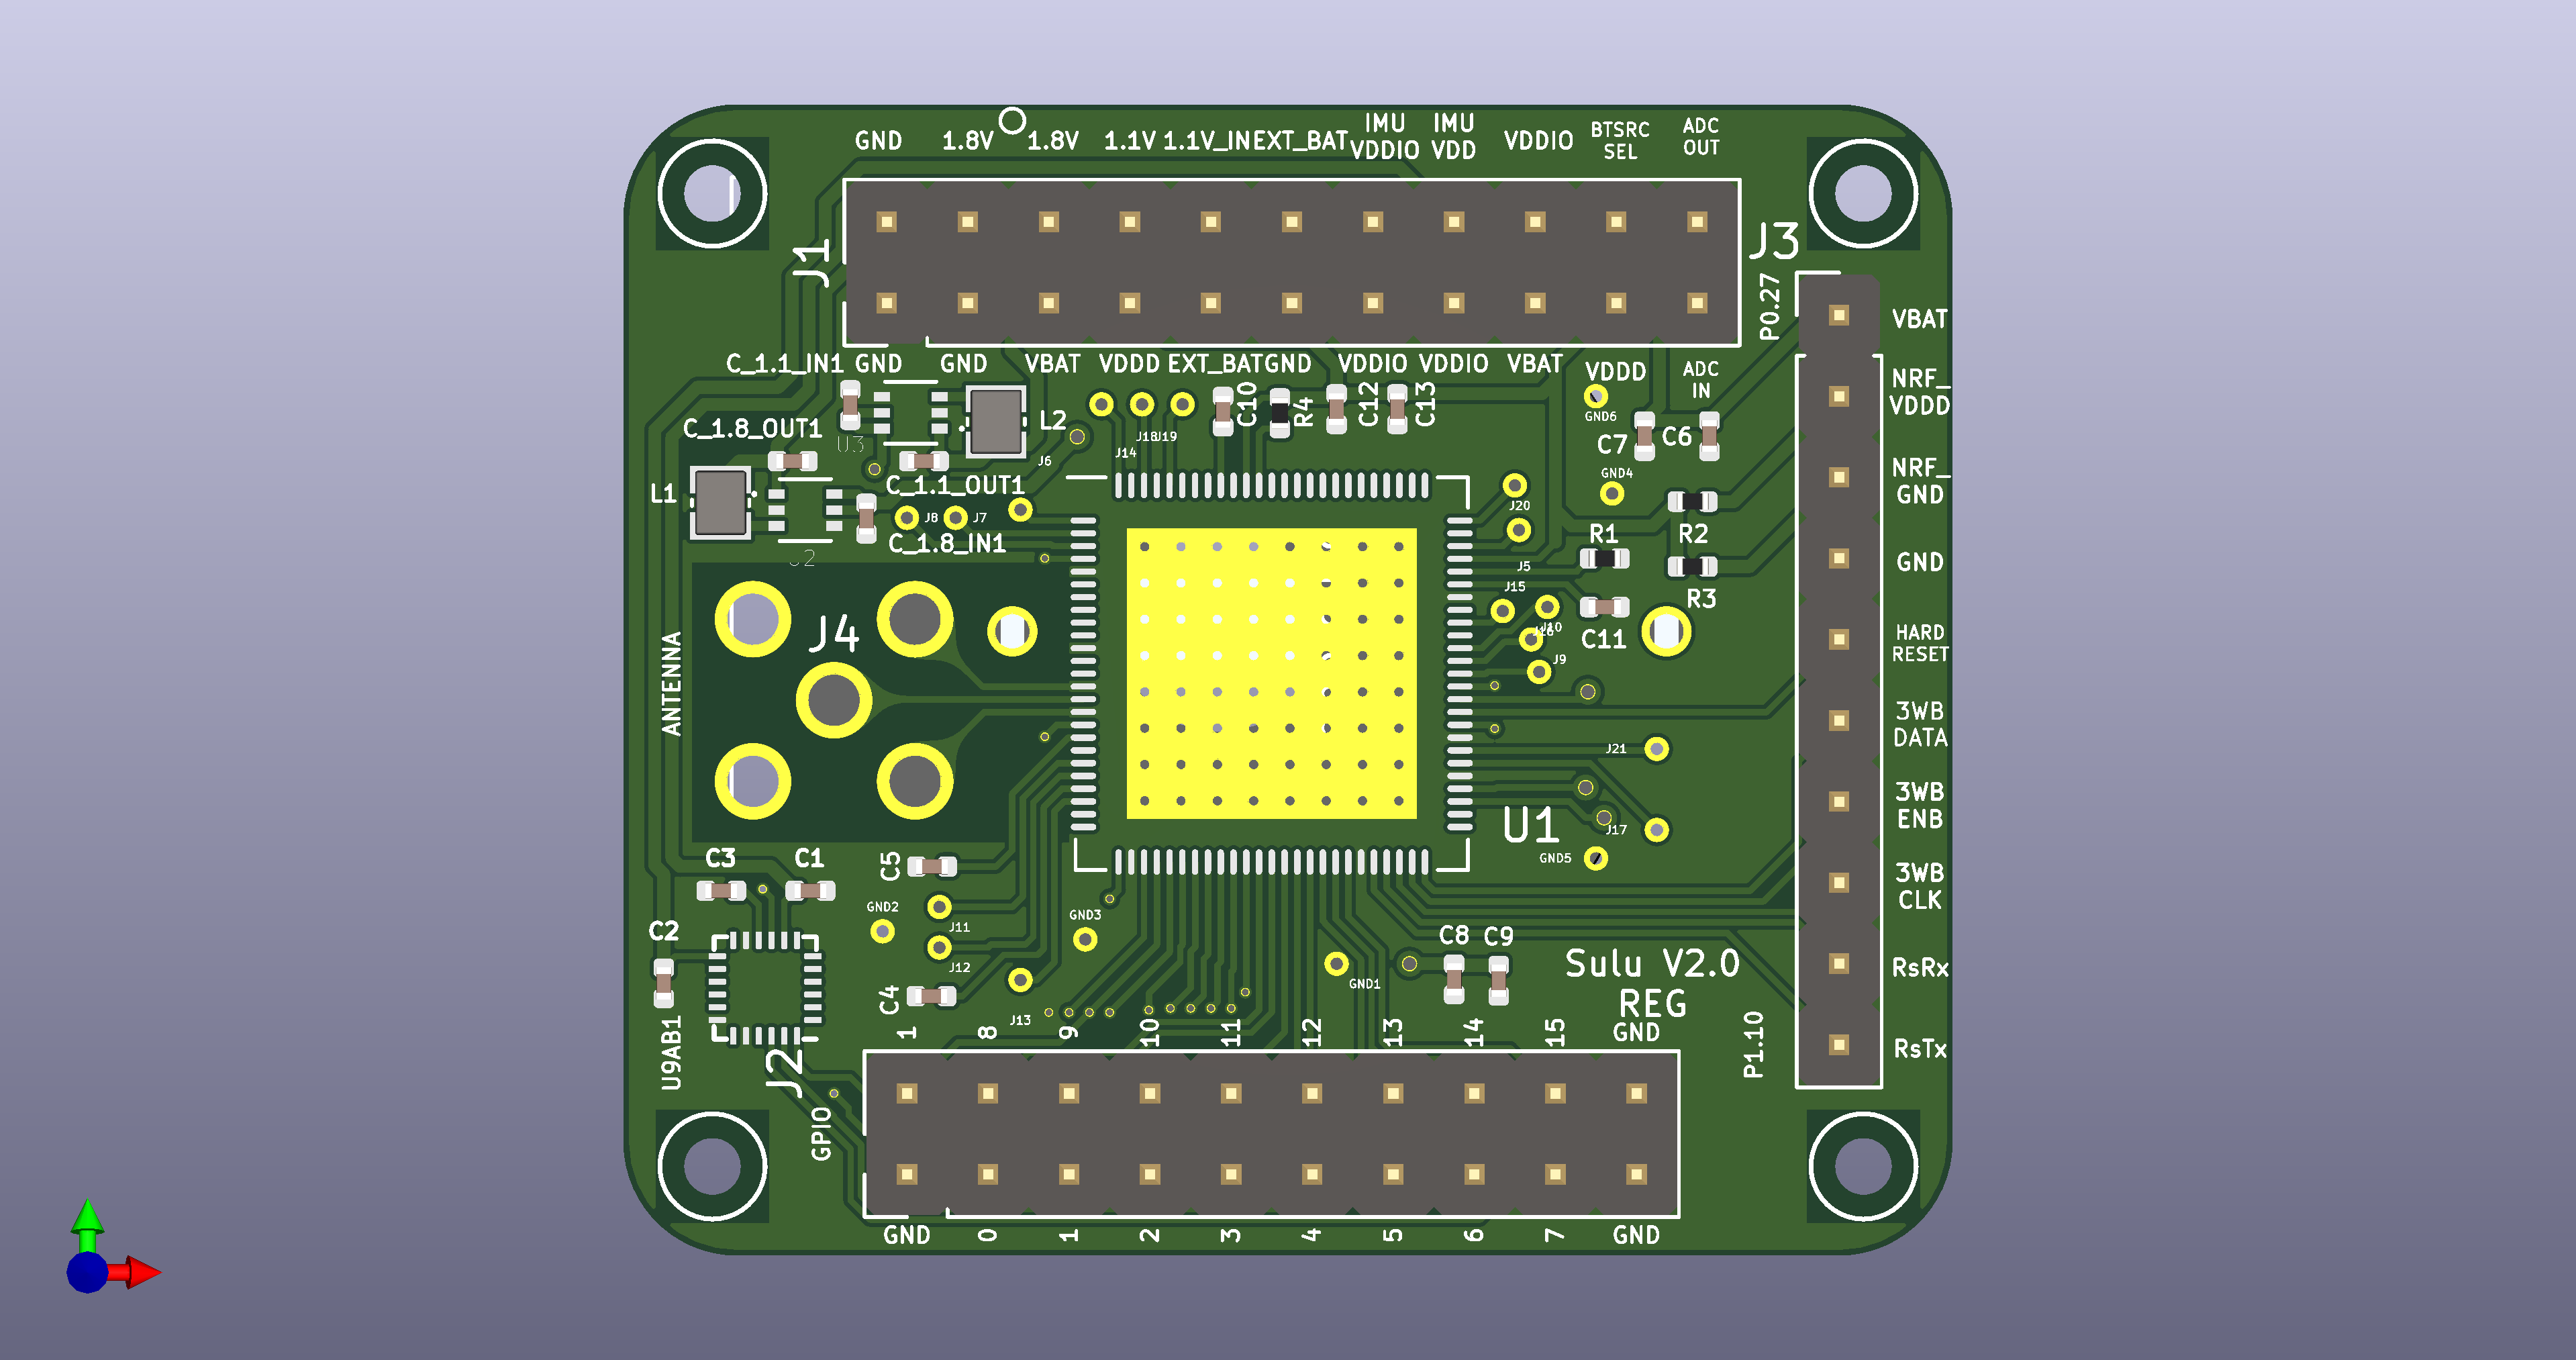 GND 1.8V 1.8V 1.1V 1.1V_IN EXT_BAT IMU VDDIO IMU VDD VDDIO BTSRC SEL ADC OUT
J1
J3
P0.27
C_1.1_IN1 GND GND VBAT VDDD EXT_BAT GND VDDIO VDDIO VBAT VDDD ADC IN
VBAT
NRF_
VDDD
NRF_
GND
GND
HARD
RESET
3WB
DATA
3WB
ENB
3WB
CLK
RsRx
RsTx
C_1.8_OUT1
U3
L2
J6
J14
J18
J19
C10
R4
C12
C13
GND6
C7
C6
GND4
L1
C_1.1_OUT1
J8
J7
C_1.8_IN1
J20
R1
R2
J5
J15
R3
J10
C11
J9
J4
ANTENNA
J21
U1
J17
GND5
C3
C1
C5
GND2
J11
GND3
C2
J12
C4
J13
GND1
C8
C9
Sulu V2.0
REG
U9AB1
J2
GPIO
P1.10
1 8 9 10 11 12 13 14 15 GND
GND 0 1 2 3 4 5 6 7 GND